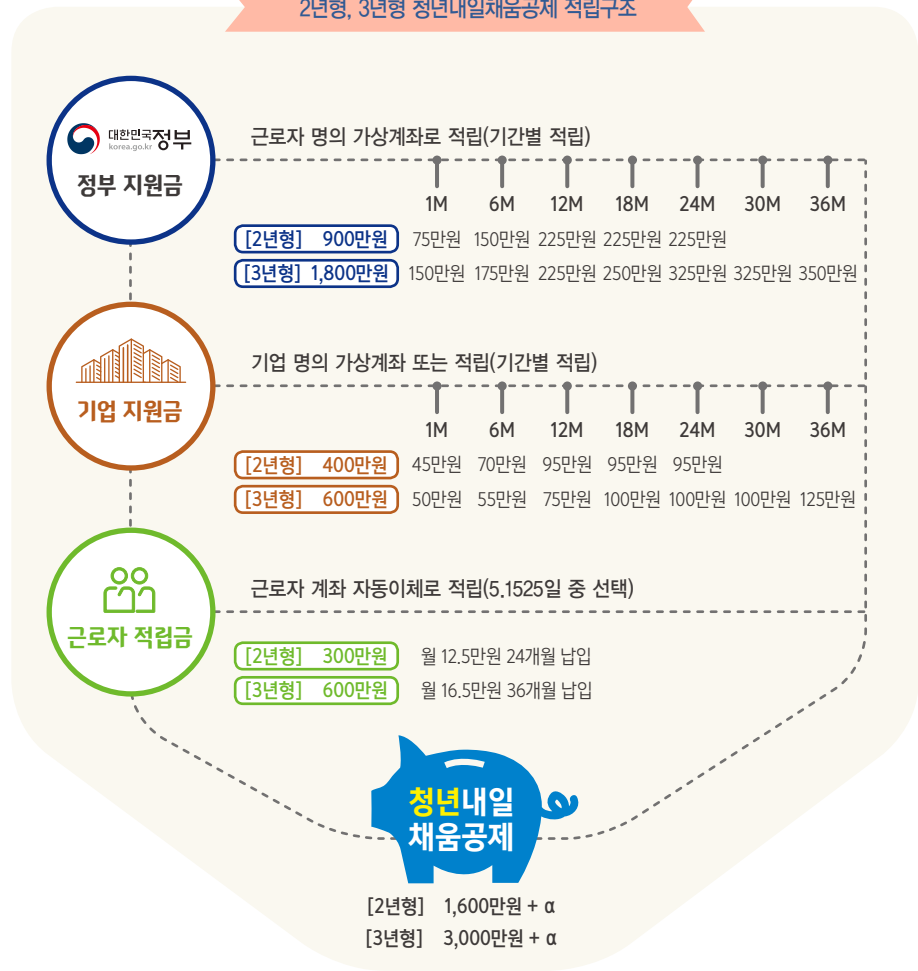 2년형, 3년형 청년내일채움공제 적립구조
대한민국정부
korea.go.kr
정부 지원금
근로자 명의 가상계좌로 적립(기간별 적립)
1M 6M 12M 18M 24M 30M 36M
[2년형] 900만원 75만원 150만원 225만원 225만원 225만원
[3년형] 1,800만원 150만원 175만원 225만원 250만원 325만원 325만원 350만원
기업 지원금
기업 명의 가상계좌 또는 적립(기간별 적립)
1M 6M 12M 18M 24M 30M 36M
[2년형] 400만원 45만원 70만원 95만원 95만원 95만원
[3년형] 600만원 50만원 55만원 75만원 100만원 100만원 100만원 125만원
근로자 적립금
근로자 계좌 자동이체로 적립(5.1525일 중 선택)
[2년형] 300만원 월 12.5만원 24개월 납입
[3년형] 600만원 월 16.5만원 36개월 납입
청년내일
채움공제
[2년형] 1,600만원 + α
[3년형] 3,000만원 + α